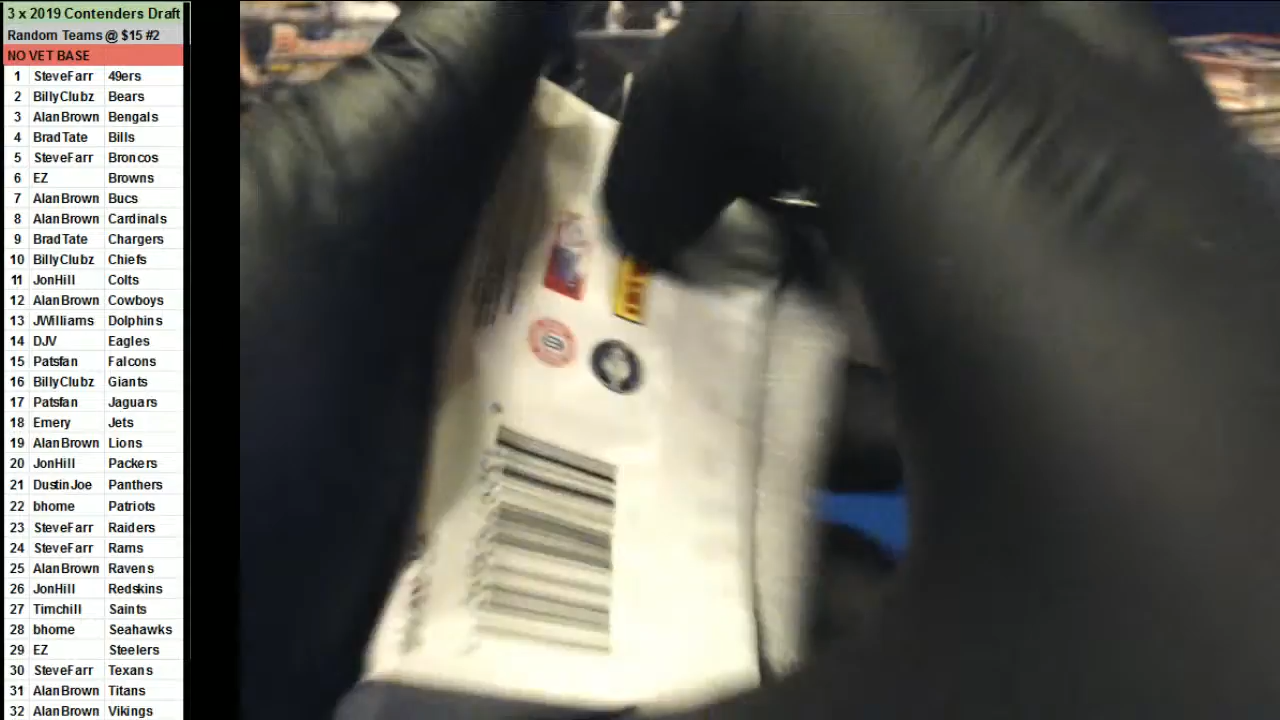 3 x 2019 Contenders Draft
Random Teams @ $15 #2
NO VET BASE
1 SteveFarr 49ers
2 BillyClubz Bears
3 AlanBrown Bengals
4 BradTate Bills
5 SteveFarr Broncos
6 EZ Browns
7 AlanBrown Bucs
8 AlanBrown Cardinals
9 BradTate Chargers
10 BillyClubz Chiefs
11 JonHill Colts
12 AlanBrown Cowboys
13 JWilliams Dolphins
14 DJV Eagles
15 Patsfan Falcons
16 BillyClubz Giants
17 Patsfan Jaguars
18 Emery Jets
19 AlanBrown Lions
20 JonHill Packers
21 DustinJoe Panthers
22 bhome Patriots
23 SteveFarr Raiders
24 SteveFarr Rams
25 AlanBrown Ravens
26 JonHill Redskins
27 Timchill Saints
28 bhome Seahawks
29 EZ Steelers
30 SteveFarr Texans
31 AlanBrown Titans
32 AlanBrown Vikings